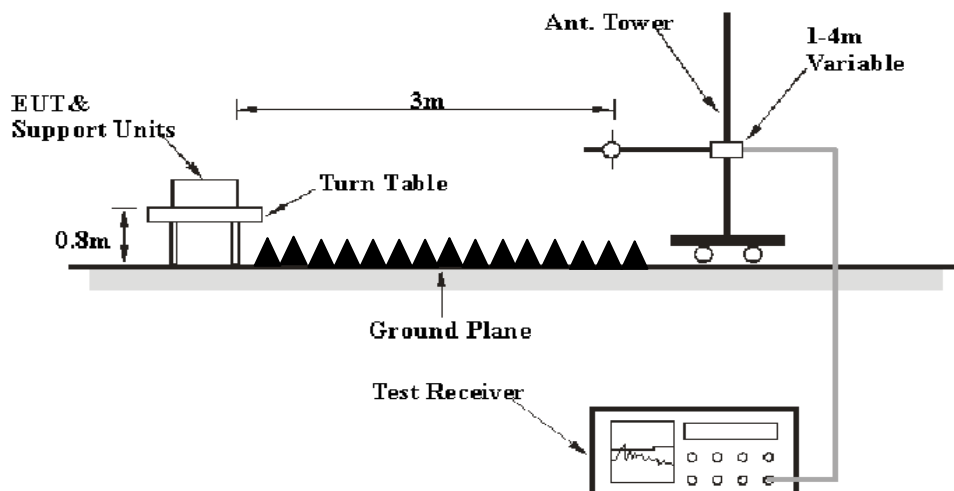 Ant. Tower
1-4m
Variable
EUT&
Support Units
3m
Turn Table
0.8m
Ground Plane
Test Receiver